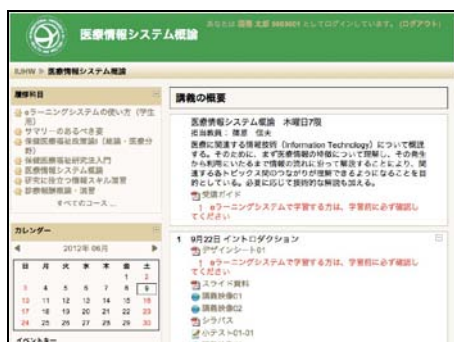 医療情報システム概論
あなたは 国際 太郎 としてログインしています。(ログアウト)
IUHW ▶ 医療情報システム概論
履修科目
eラーニングシステムの使い方 (学生用)
サマリーのあるべき姿
保健医療福祉政策論I (総論・医療分野)
保健医療福祉研究法入門
医療情報システム概論
研究に役立つ情報スキル演習
診療報酬概論・演習
すべてのコース ...
カレンダー
2012年 06月
日 月 火 水 木 金 土
1 2
3 4 5 6 7 8 9
10 11 12 13 14 15 16
17 18 19 20 21 22 23
24 25 26 27 28 29 30
イベントキー
講義の概要
医療情報システム概論 木曜日7限
担当教員: 信夫
医療に関連する情報技術 (Information Technology) について概説
する。そのために、まず医療情報の特徴について理解し、その発生
から利用にいたるまで情報の流れに沿って解説することにより、関
連する各トピックス間のつながりが理解できるようになることを目
的としている。必要に応じて技術的な解説も加える。
受講ガイド
! eラーニングシステムで学習する方は、学習前に必ず確認し
てください
1 9月22日 イントロダクション
デザインシート01
! eラーニングシステムで学習する方は、学習前に必ず確認し
てください
スライド資料
講義映像01
講義映像02
シラバス
小テスト01-01